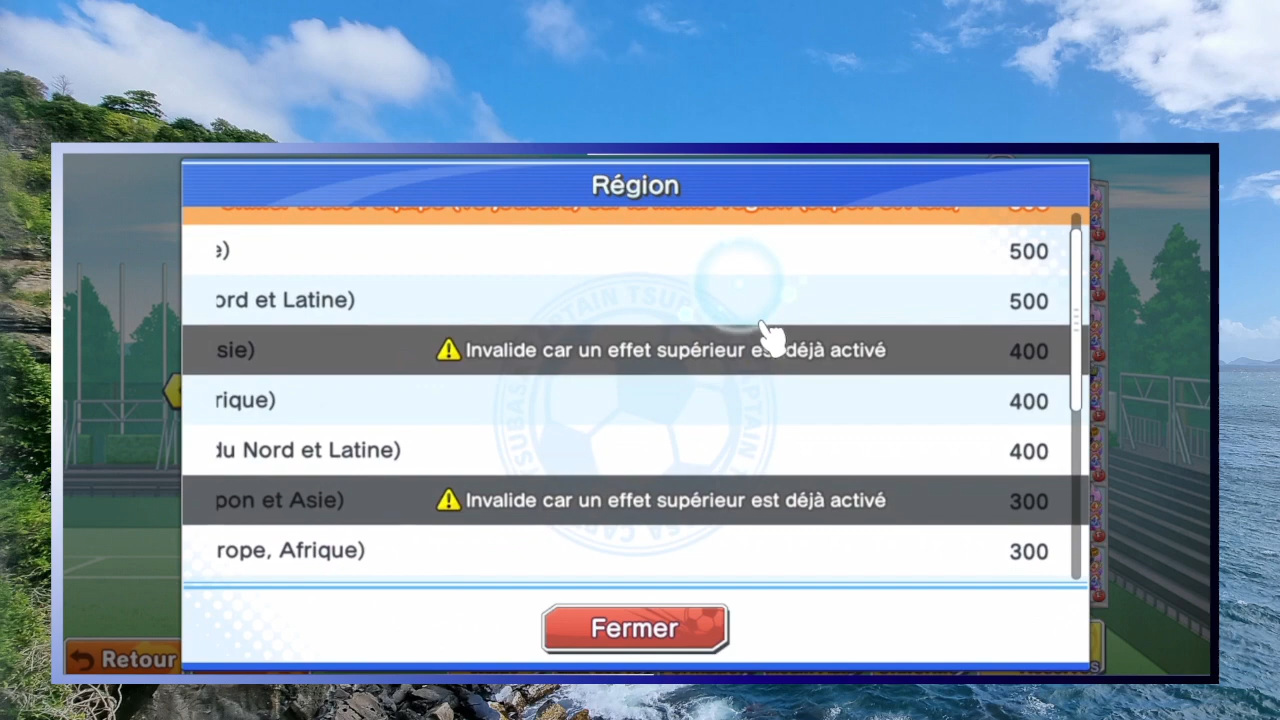 Région
500
e)
500
ord et Latine)
500
sie)
Invalide car un effet supérieur est déjà activé
400
rique)
400
du Nord et Latine)
400
pon et Asie)
Invalide car un effet supérieur est déjà activé
300
rope, Afrique)
300
Fermer
Retour